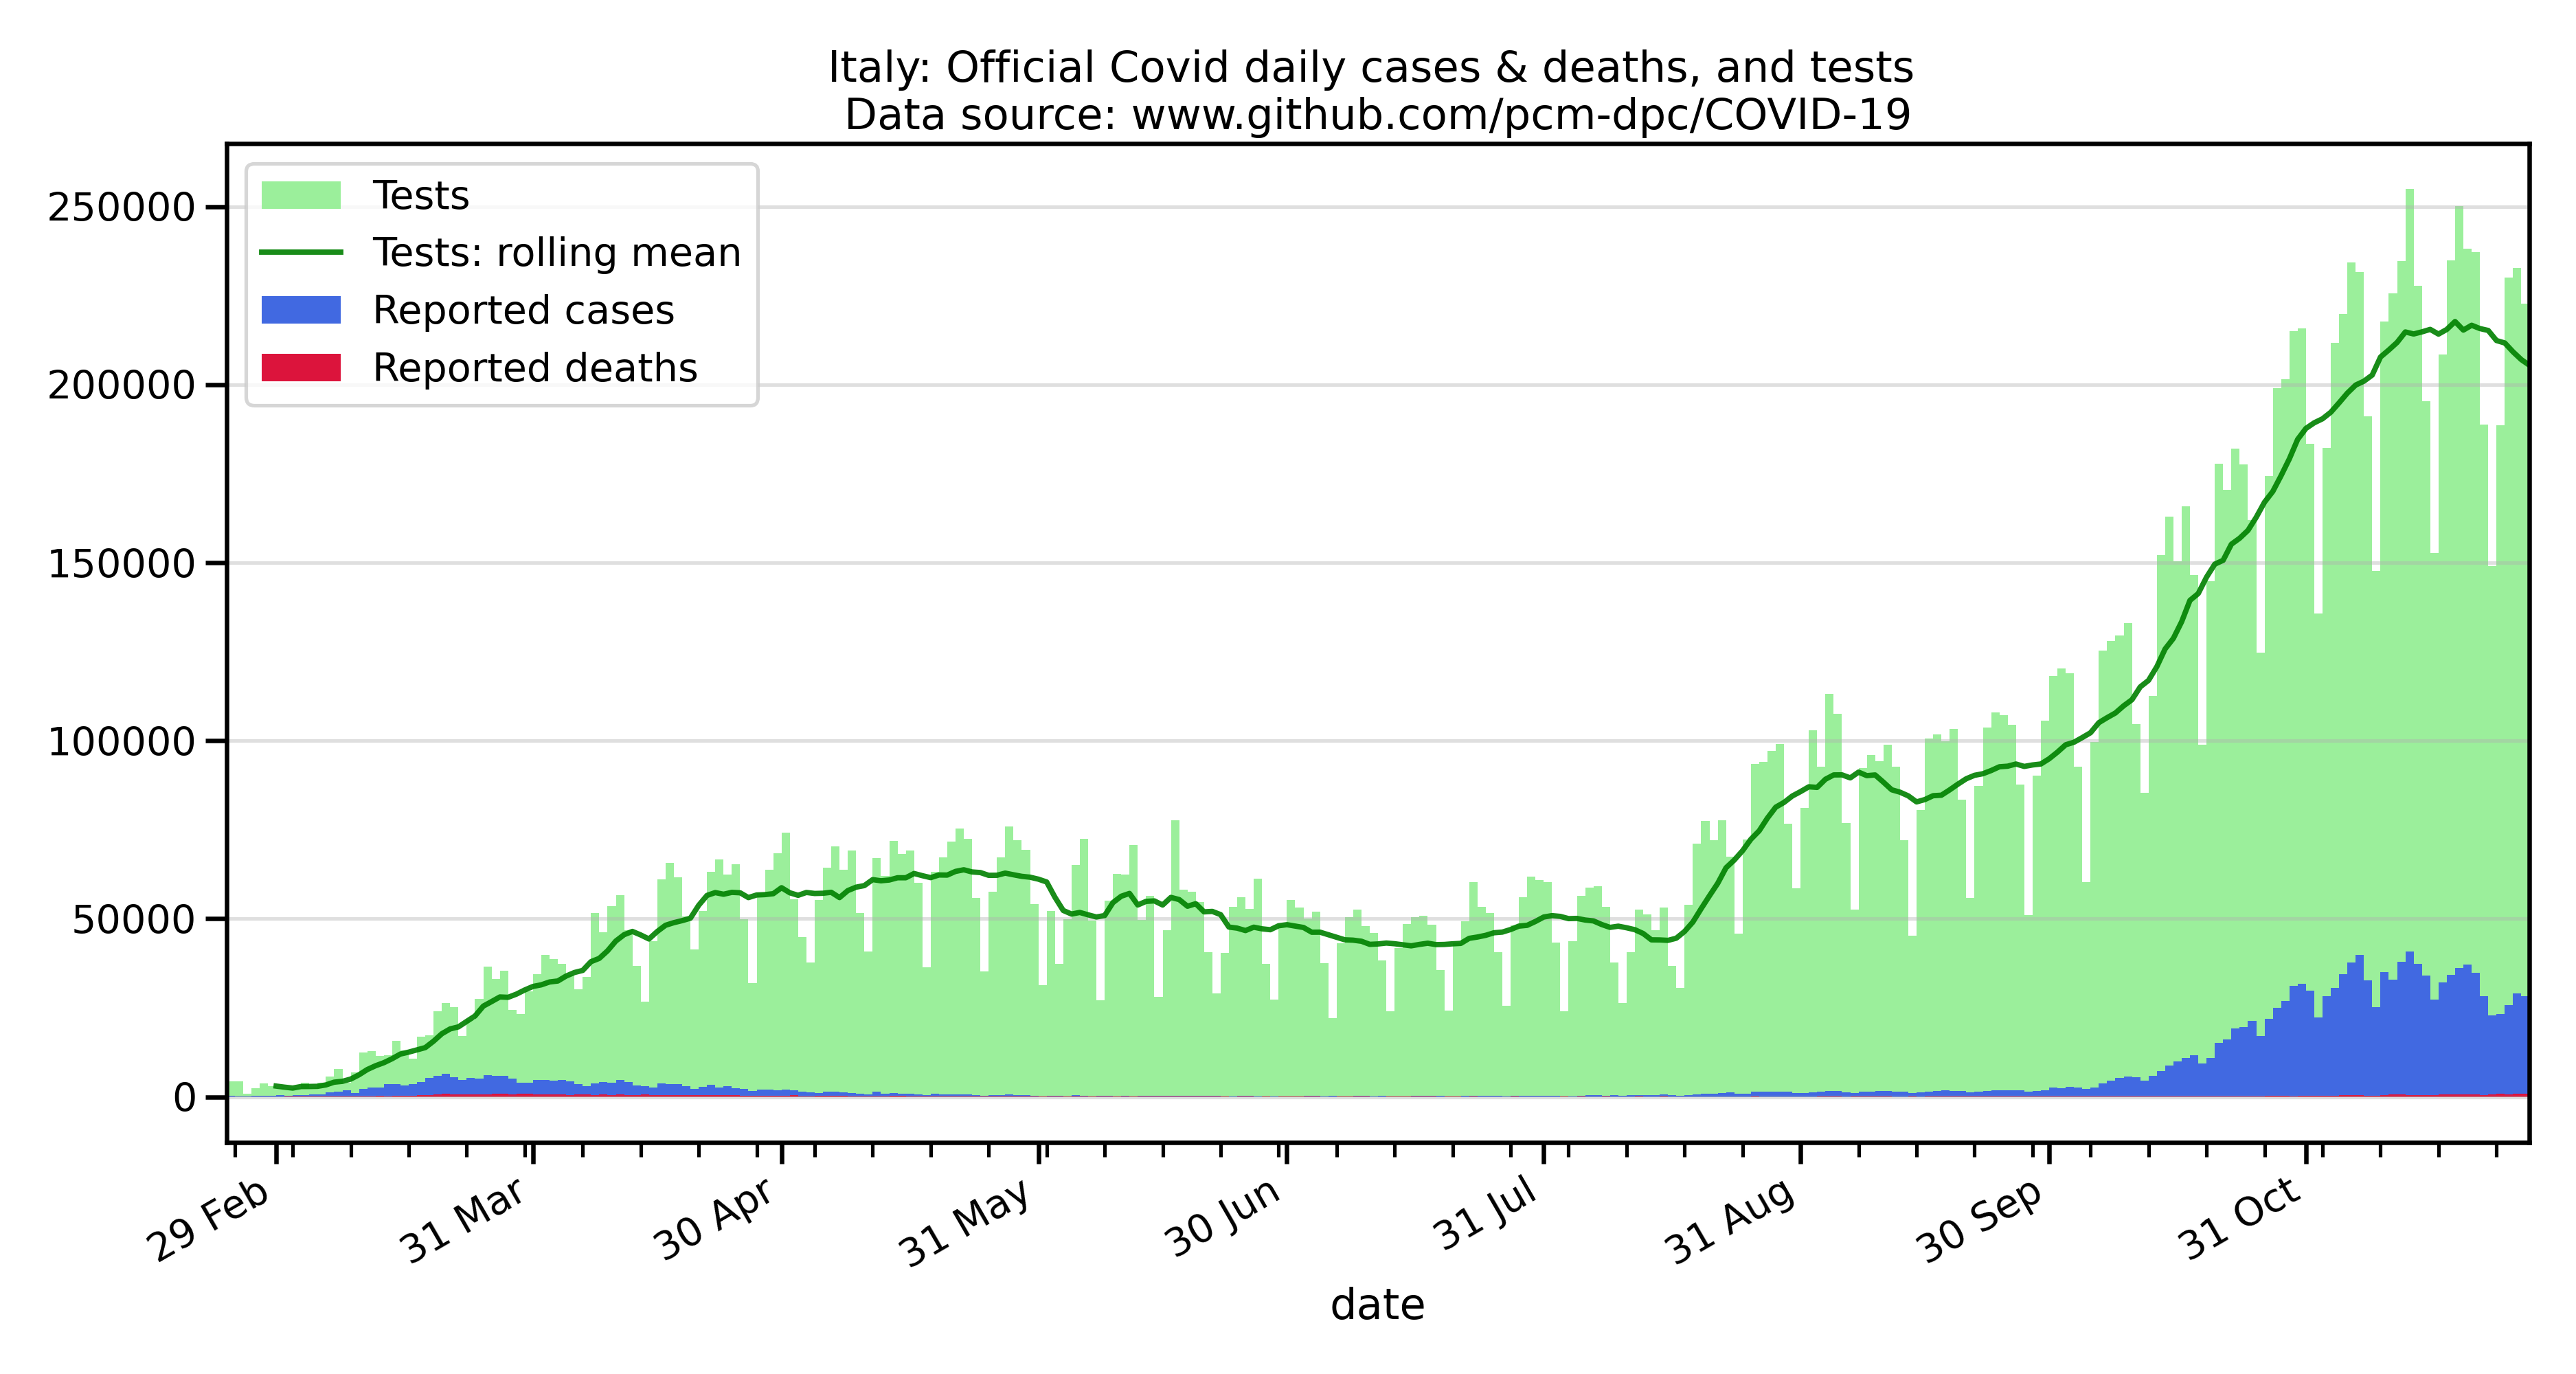 Italy: Official Covid daily cases & deaths, and tests
Data source: www.github.com/pcm-dpc/COVID-19
Tests
Tests: rolling mean
Reported cases
Reported deaths
250000
200000
150000
100000
50000
0
29 Feb
31 Mar
30 Apr
31 May
30 Jun
31 Jul
31 Aug
30 Sep
31 Oct
date